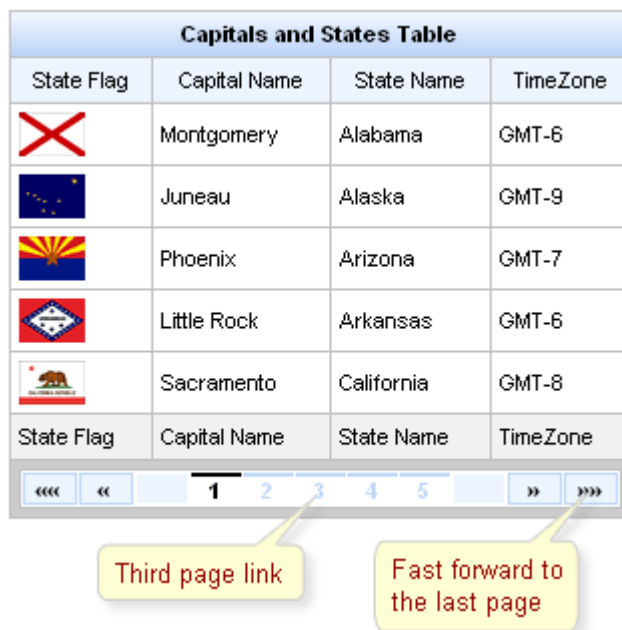 Capitals and States Table
State Flag Capital Name State Name TimeZone
Montgomery Alabama GMT-6
Juneau Alaska GMT-9
Phoenix Arizona GMT-7
Little Rock Arkansas GMT-6
Sacramento California GMT-8
State Flag Capital Name State Name TimeZone
«« « 1 2 3 4 5 » »»
Third page link
Fast forward to
the last page